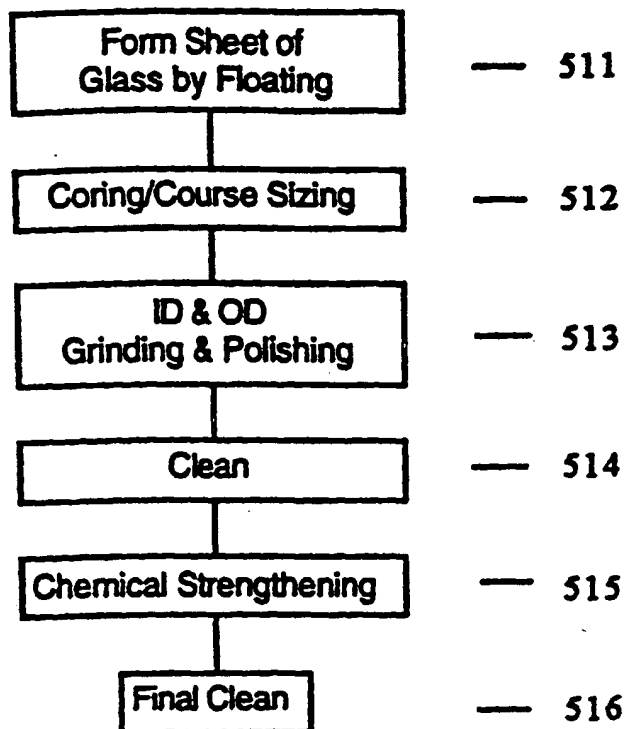 Form Sheet of
Glass by Floating
— 511
Coring/Course Sizing
— 512
ID & OD
Grinding & Polishing
— 513
Clean
— 514
Chemical Strengthening
— 515
Final Clean
— 516